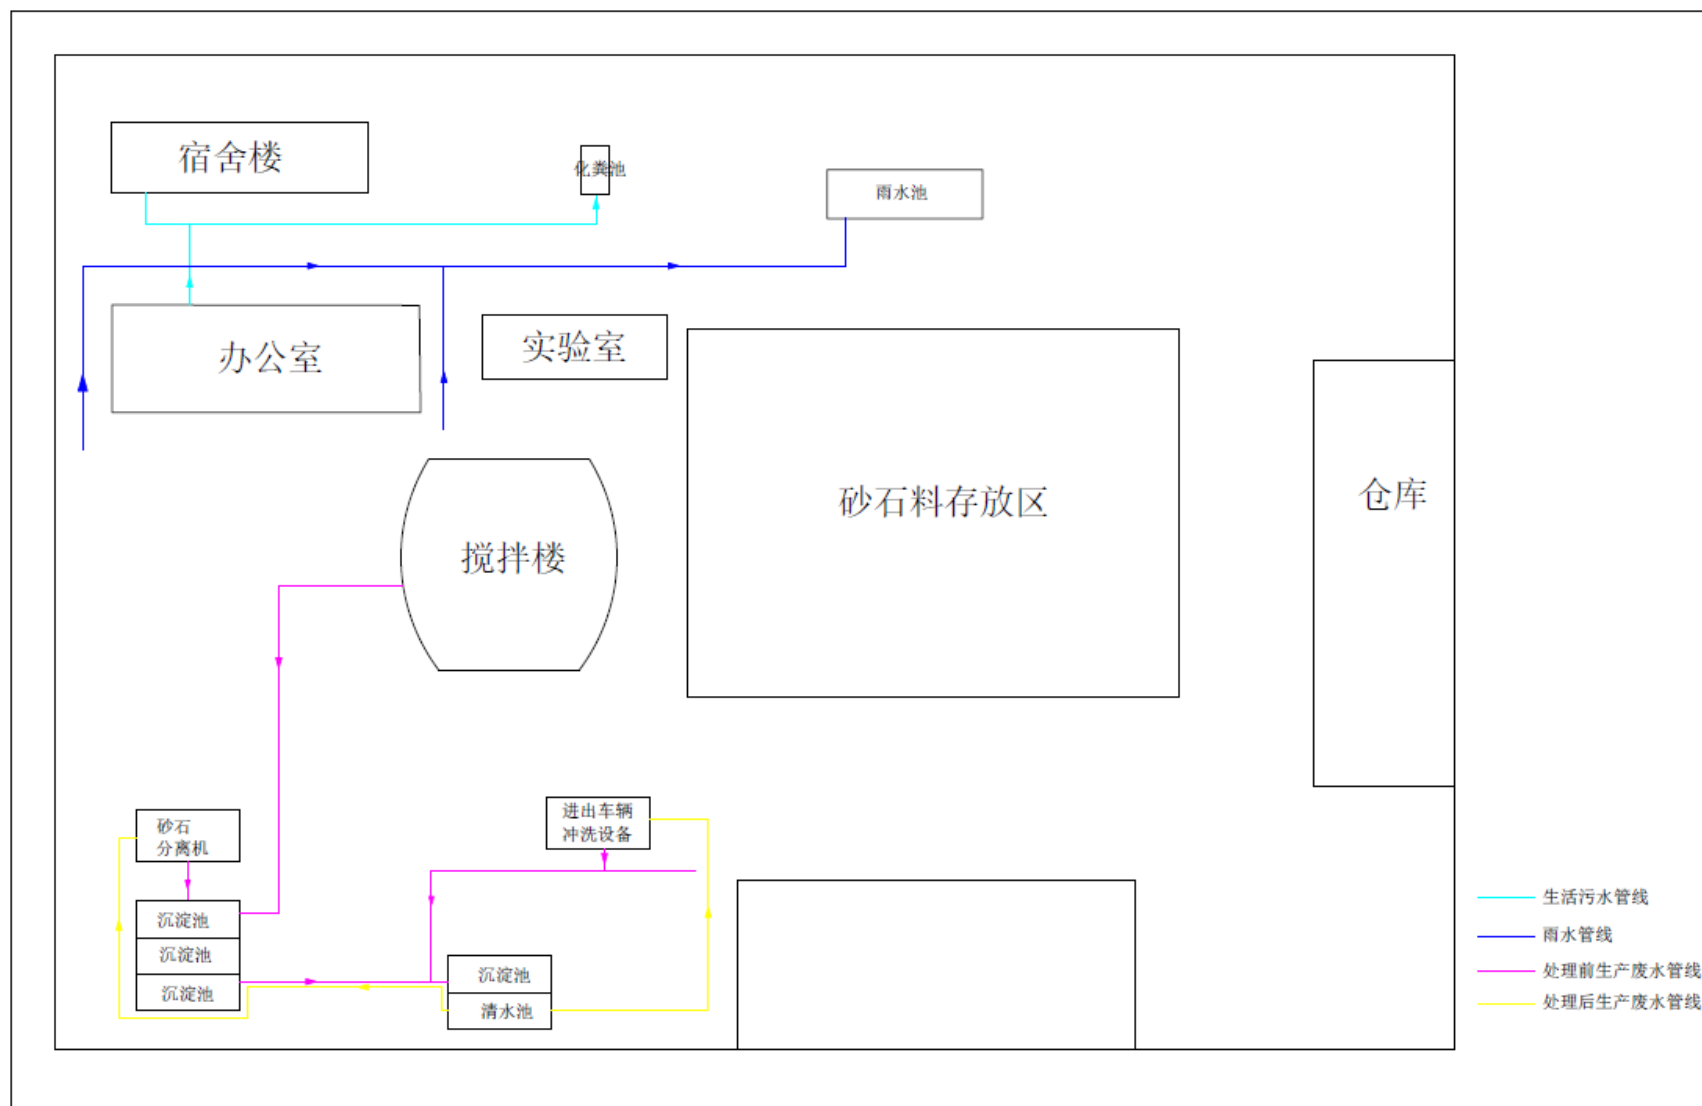 宿舍楼
化粪池
雨水池
办公室
实验室
砂石料存放区
仓库
搅拌楼
砂石
分离机
进出车辆
冲洗设备
沉淀池
沉淀池
沉淀池
沉淀池
清水池
生活污水管线
雨水管线
处理前生产废水管线
处理后生产废水管线